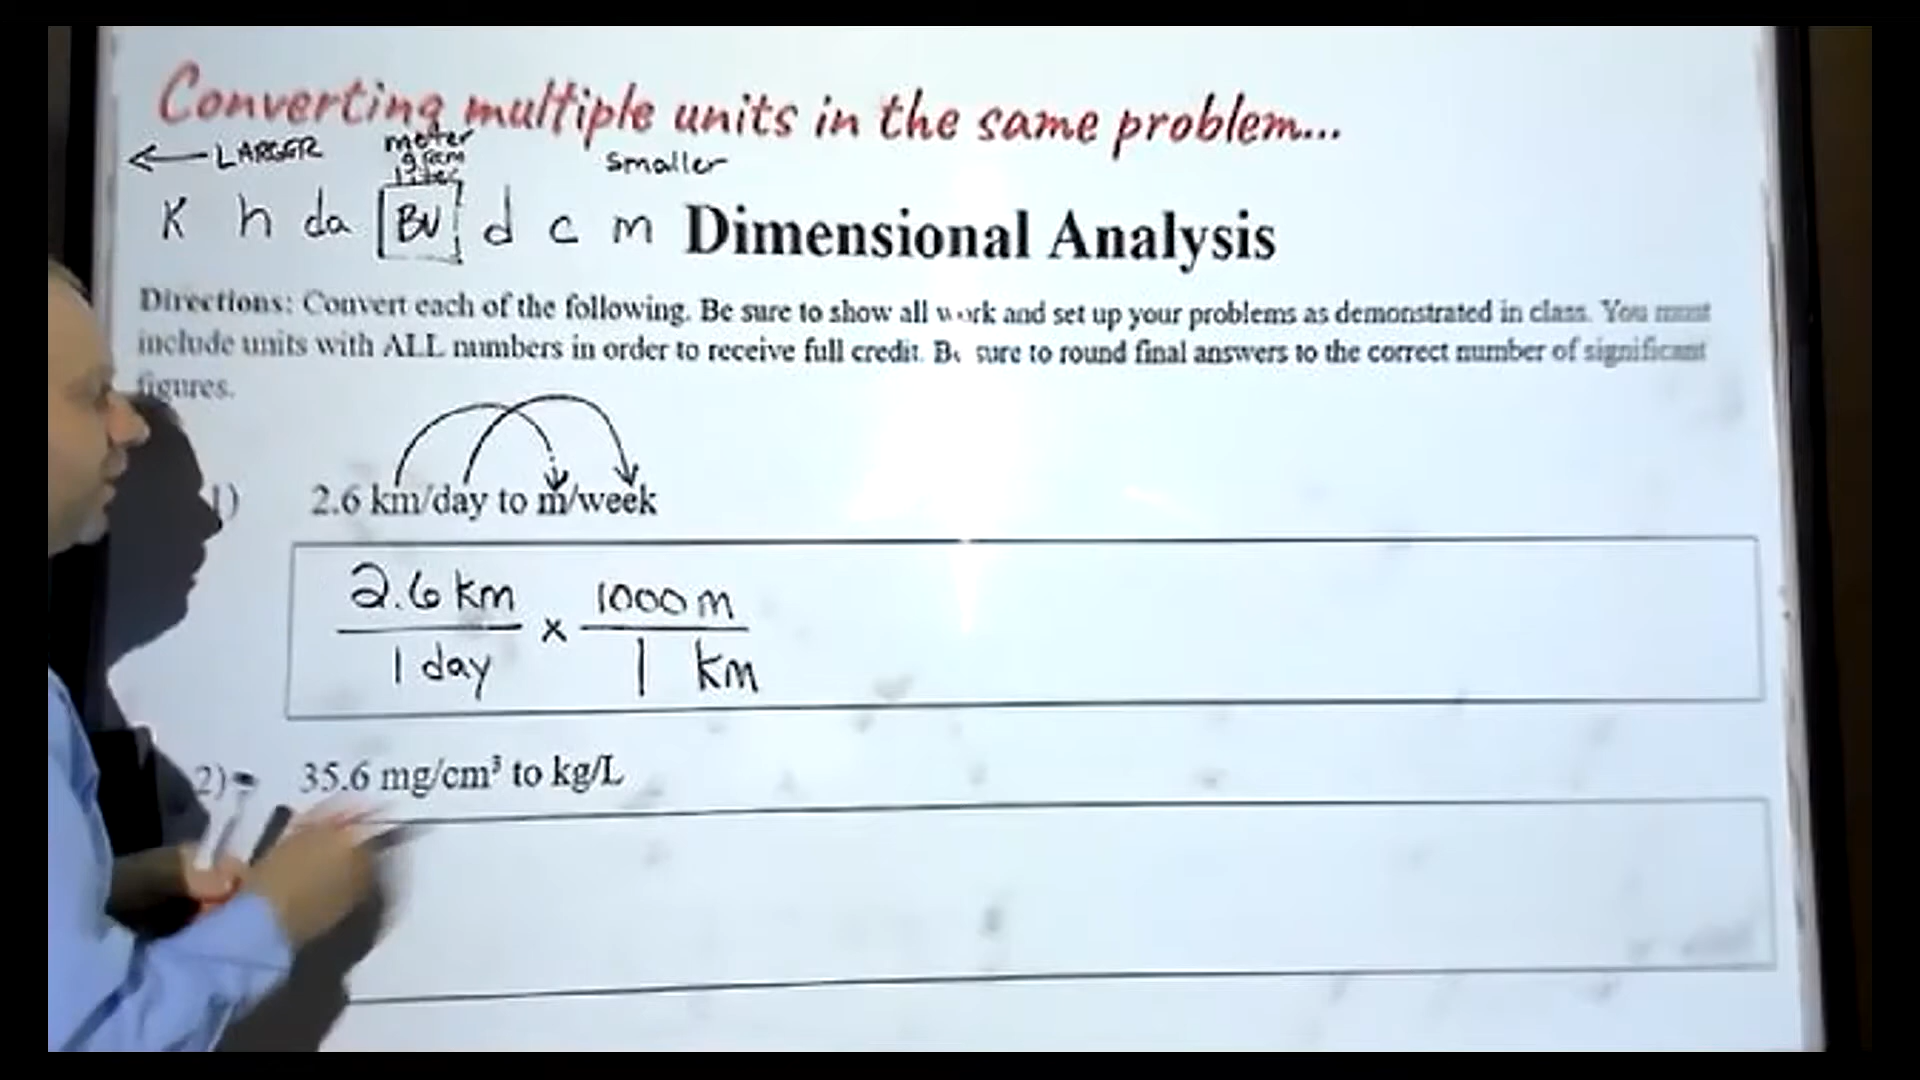 Converting multiple units in the same problem...
← LARGER meter smaller
gram
liter
K h da BU d c m Dimensional Analysis
Directions: Convert each of the following. Be sure to show all work and set up your problems as demonstrated in class. You must
include units with ALL numbers in order to receive full credit. Be sure to round final answers to the correct number of significant
figures.
1) 2.6 km/day to m/week
2.6 km × 1000 m
1 day 1 km
2) 35.6 mg/cm³ to kg/L